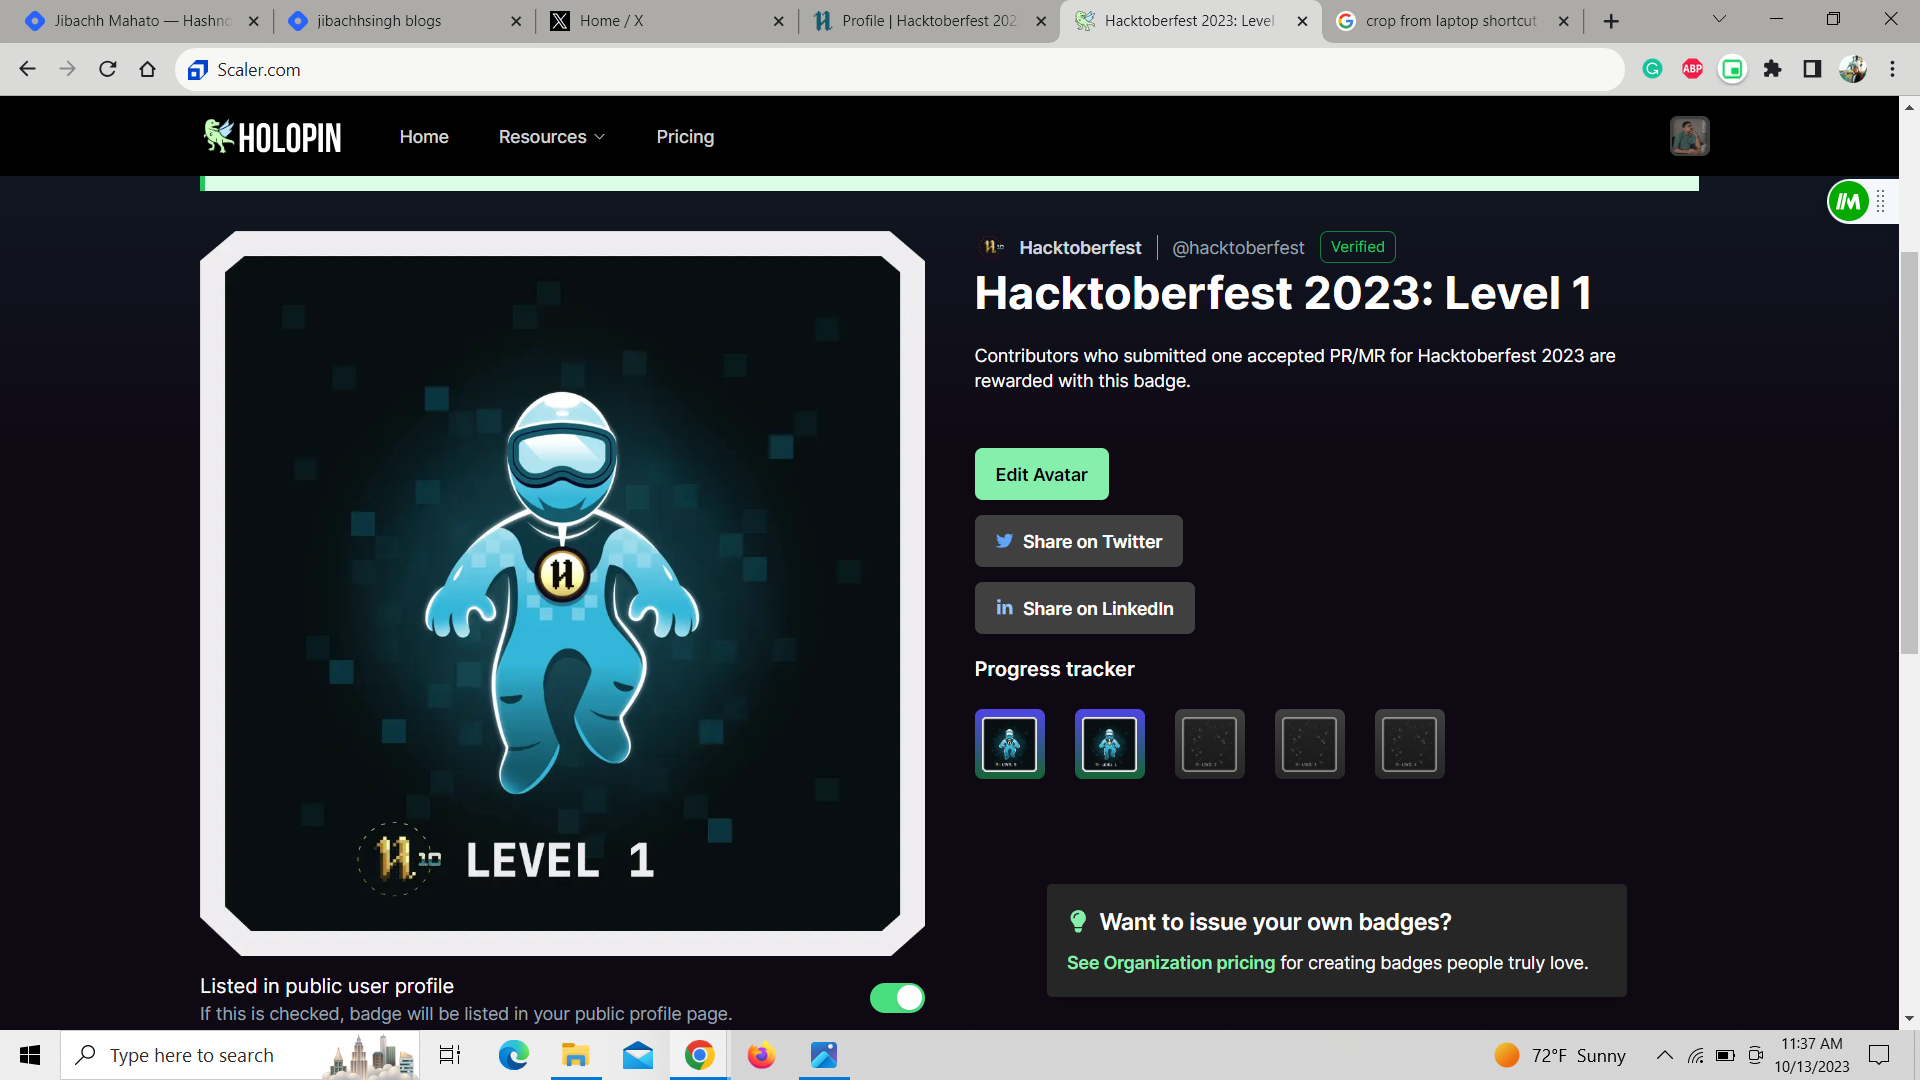 Jibachh Mahato — Hashno
jibachhsingh blogs
Home / X
Profile | Hacktoberfest 202
Hacktoberfest 2023: Level
crop from laptop shortcut
Scaler.com
ABP
HOLOPIN
Home
Resources
Pricing
Hacktoberfest
@hacktoberfest
Verified
Hacktoberfest 2023: Level 1
Contributors who submitted one accepted PR/MR for Hacktoberfest 2023 are
rewarded with this badge.
Edit Avatar
Share on Twitter
Share on LinkedIn
Progress tracker
H
H10 LEVEL 1
Want to issue your own badges?
See Organization pricing for creating badges people truly love.
Listed in public user profile
If this is checked, badge will be listed in your public profile page.
Type here to search
72°F Sunny
11:37 AM
10/13/2023